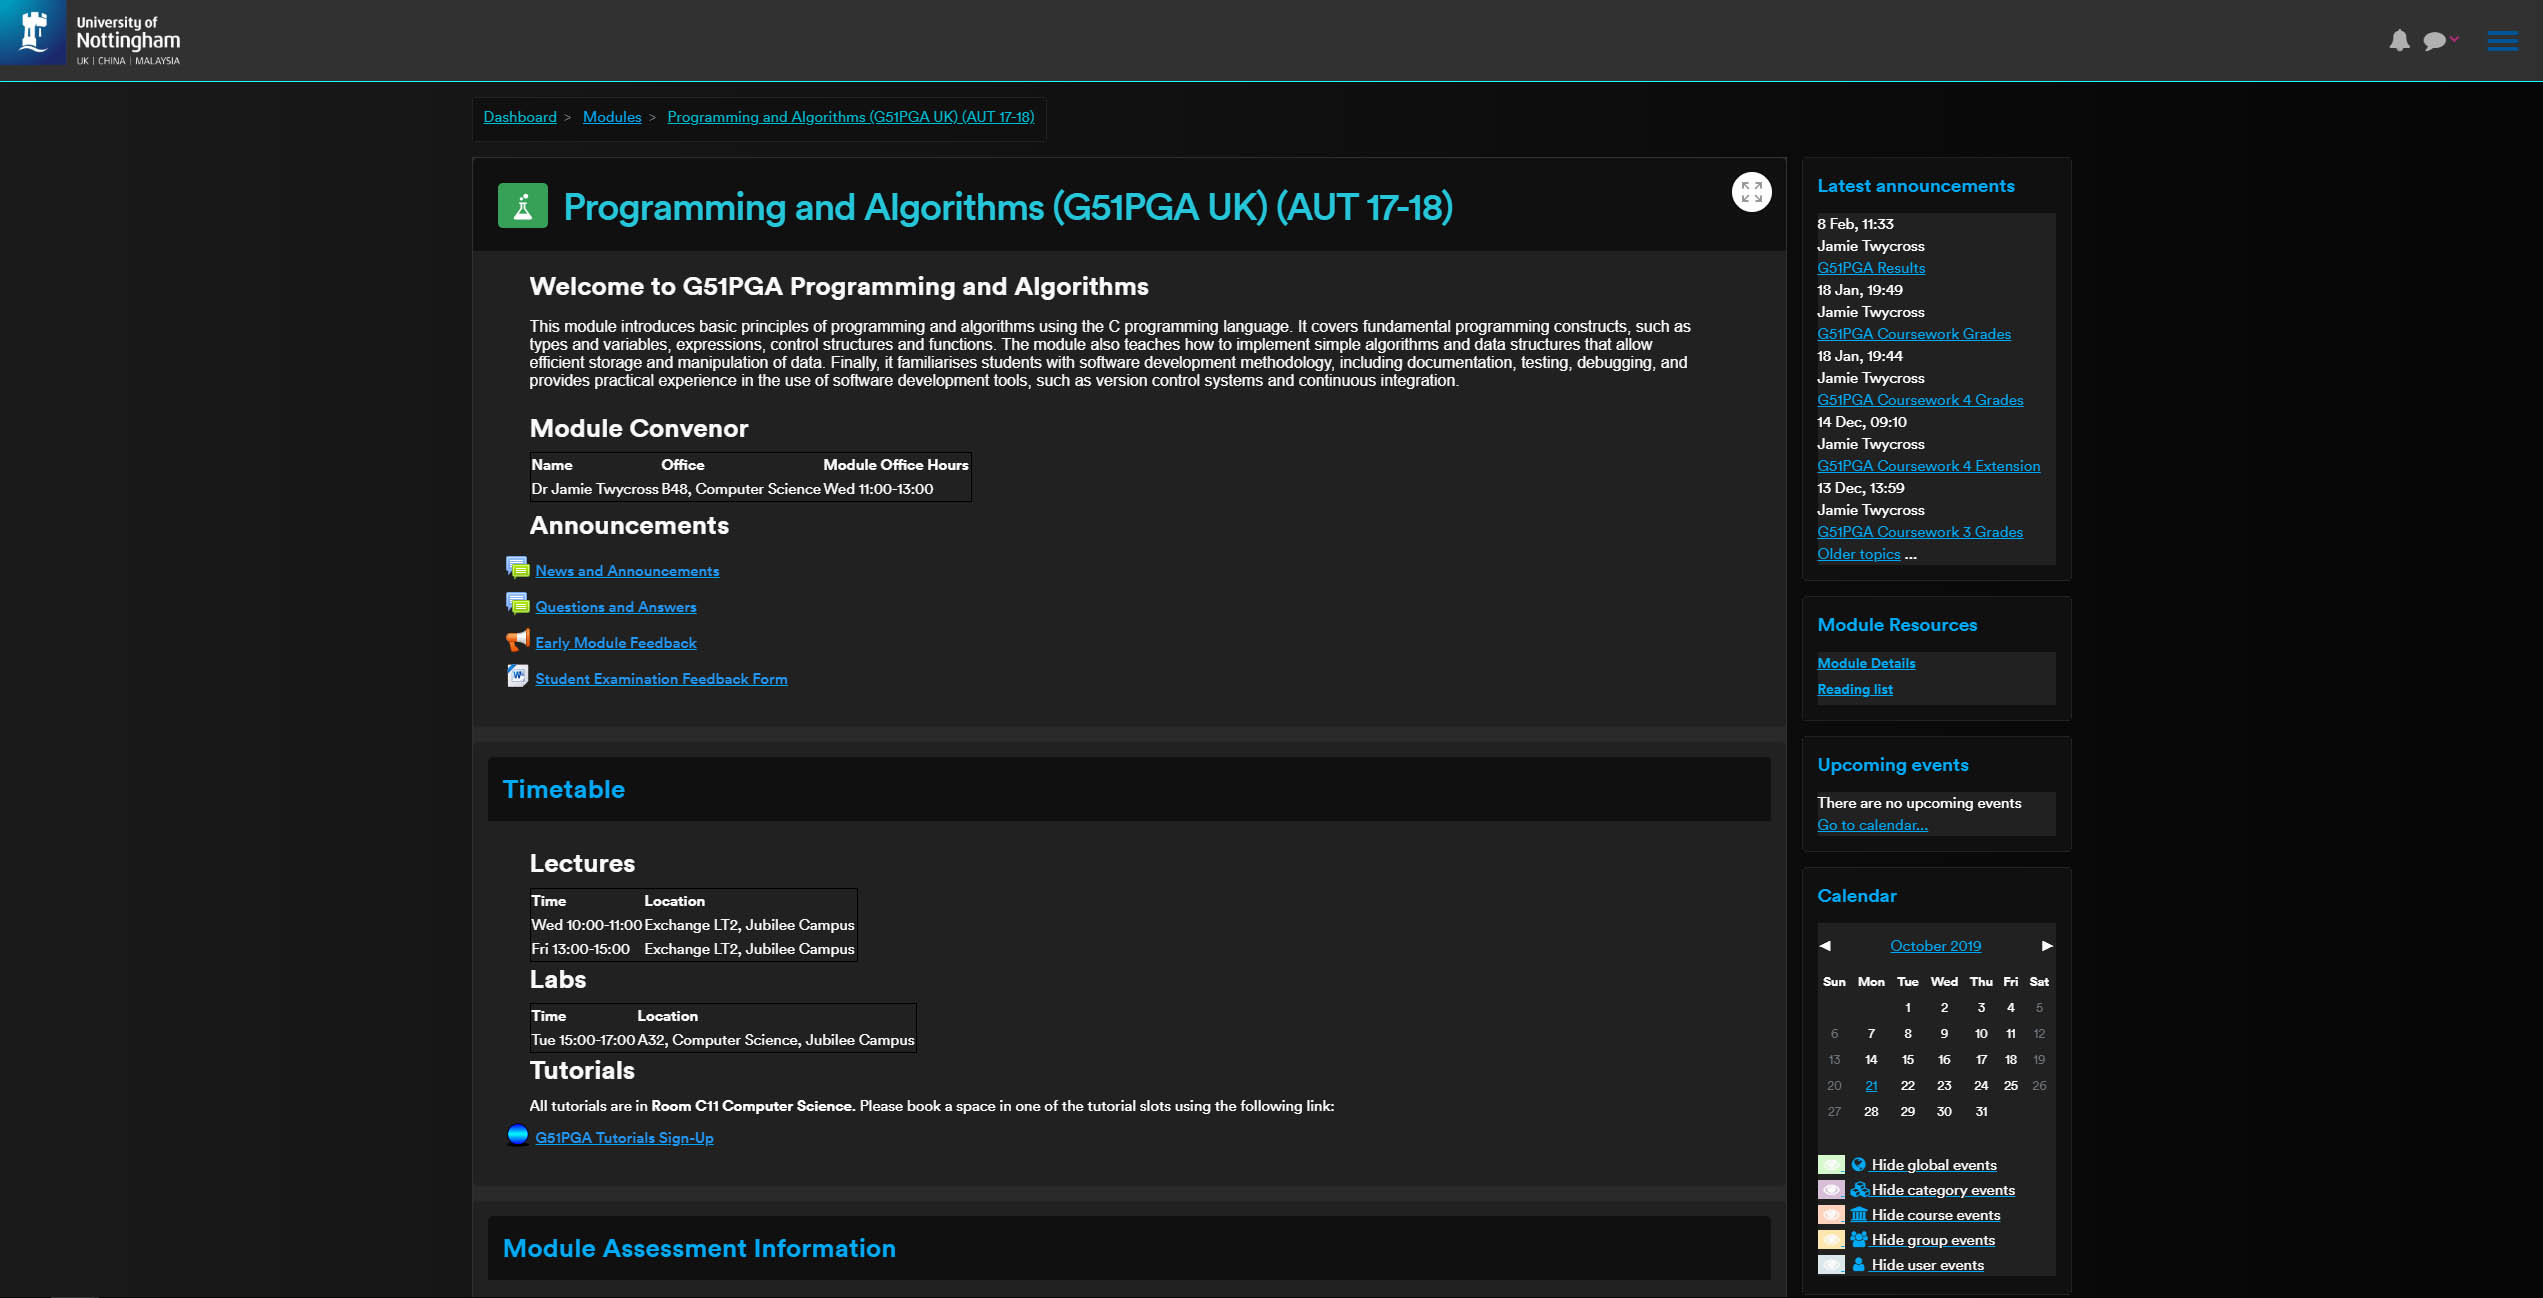 University of
Nottingham
UK | CHINA | MALAYSIA
Dashboard > Modules > Programming and Algorithms (G51PGA UK) (AUT 17-18)
Programming and Algorithms (G51PGA UK) (AUT 17-18)
Welcome to G51PGA Programming and Algorithms
This module introduces basic principles of programming and algorithms using the C programming language. It covers fundamental programming constructs, such as
types and variables, expressions, control structures and functions. The module also teaches how to implement simple algorithms and data structures that allow
efficient storage and manipulation of data. Finally, it familiarises students with software development methodology, including documentation, testing, debugging, and
provides practical experience in the use of software development tools, such as version control systems and continuous integration.
Module Convenor
Name Office Module Office Hours
Dr Jamie Twycross B48, Computer Science Wed 11:00-13:00
Announcements
News and Announcements
Questions and Answers
Early Module Feedback
Student Examination Feedback Form
Timetable
Lectures
Time Location
Wed 10:00-11:00 Exchange LT2, Jubilee Campus
Fri 13:00-15:00 Exchange LT2, Jubilee Campus
Labs
Time Location
Tue 15:00-17:00 A32, Computer Science, Jubilee Campus
Tutorials
All tutorials are in Room C11 Computer Science. Please book a space in one of the tutorial slots using the following link:
G51PGA Tutorials Sign-Up
Module Assessment Information
Latest announcements
8 Feb, 11:33
Jamie Twycross
G51PGA Results
18 Jan, 19:49
Jamie Twycross
G51PGA Coursework Grades
18 Jan, 19:44
Jamie Twycross
G51PGA Coursework 4 Grades
14 Dec, 09:10
Jamie Twycross
G51PGA Coursework 4 Extension
13 Dec, 13:59
Jamie Twycross
G51PGA Coursework 3 Grades
Older topics ...
Module Resources
Module Details
Reading list
Upcoming events
There are no upcoming events
Go to calendar...
Calendar
◀ October 2019 ▶
Sun Mon Tue Wed Thu Fri Sat
1 2 3 4 5
6 7 8 9 10 11 12
13 14 15 16 17 18 19
20 21 22 23 24 25 26
27 28 29 30 31
Hide global events
Hide category events
Hide course events
Hide group events
Hide user events